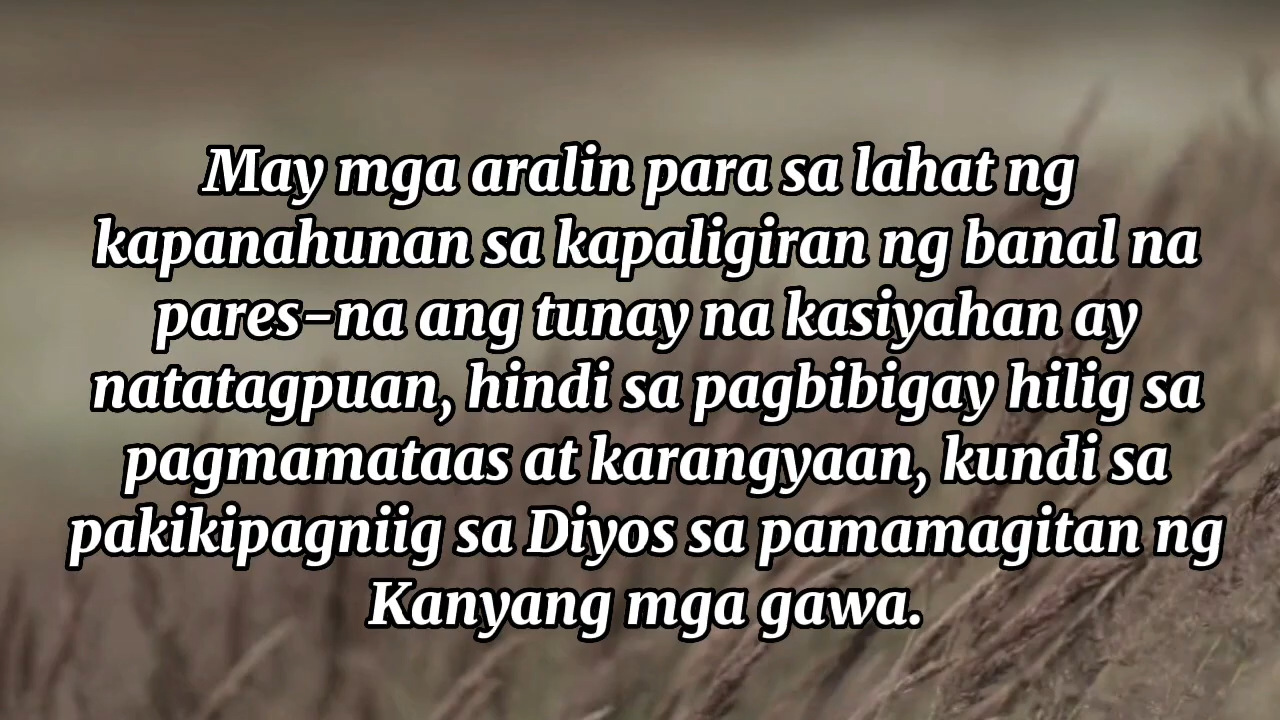 May mga aralin para sa lahat ng
kapanahunan sa kapaligiran ng banal na
pares-na ang tunay na kasiyahan ay
natatagpuan, hindi sa pagbibigay hilig sa
pagmamataas at karangyaan, kundi sa
pakikipagniig sa Diyos sa pamamagitan ng
Kanyang mga gawa.